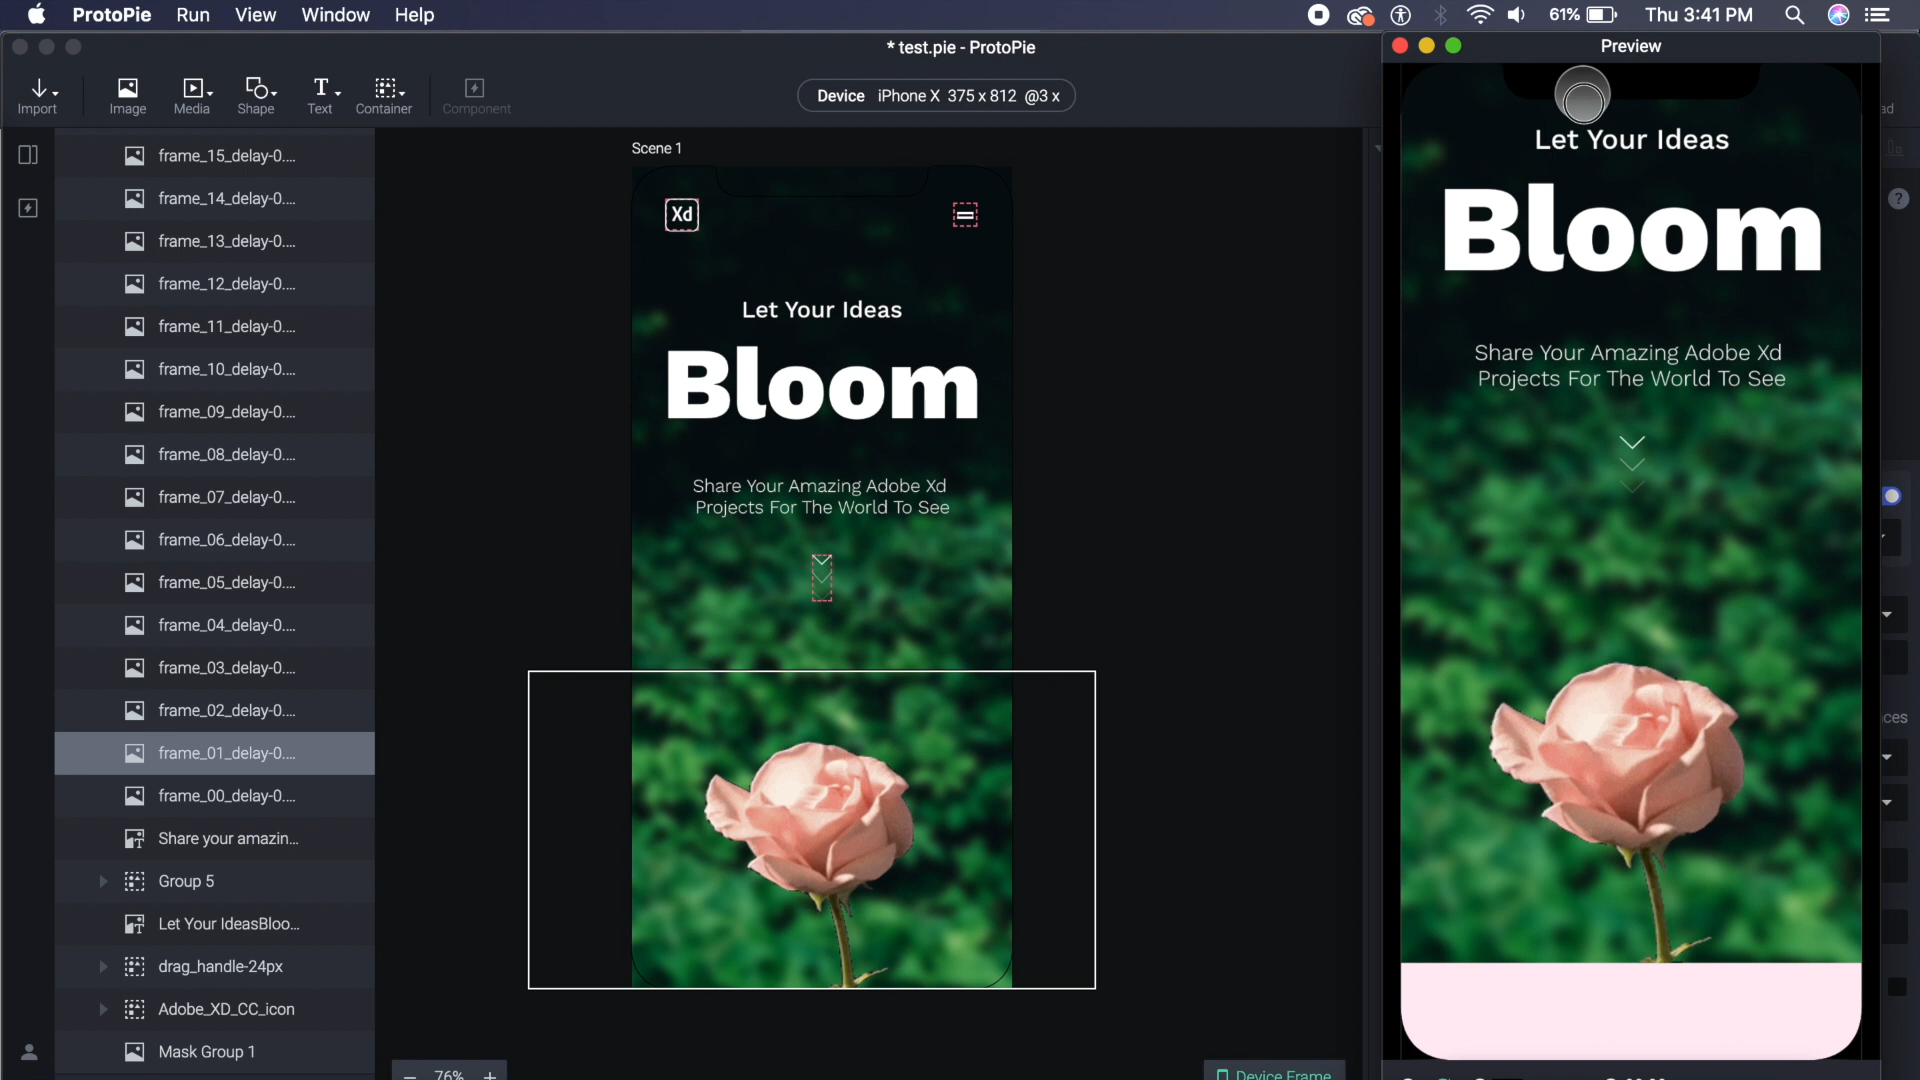 ProtoPie Run View Window Help
61% Thu 3:41 PM
* test.pie - ProtoPie
Preview
Import
Image
Media
Shape
Text
Container
Component
Device iPhone X 375 x 812 @3 x
Scene 1
frame_15_delay-0....
frame_14_delay-0....
frame_13_delay-0....
frame_12_delay-0....
frame_11_delay-0....
frame_10_delay-0....
frame_09_delay-0....
frame_08_delay-0....
frame_07_delay-0....
frame_06_delay-0....
frame_05_delay-0....
frame_04_delay-0....
frame_03_delay-0....
frame_02_delay-0....
frame_01_delay-0....
frame_00_delay-0....
Share your amazin...
Group 5
Let Your IdeasBloo...
drag_handle-24px
Adobe_XD_CC_icon
Mask Group 1
Xd
Let Your Ideas
Bloom
Share Your Amazing Adobe Xd
Projects For The World To See
76%
Device Frame
Let Your Ideas
Bloom
Share Your Amazing Adobe Xd
Projects For The World To See